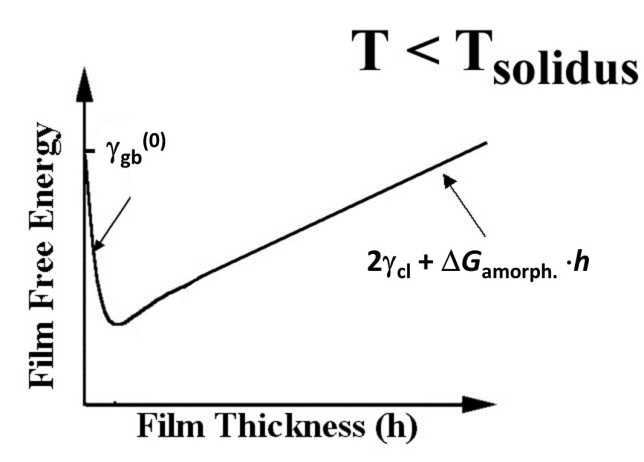 T < Tsolidus
Film Free Energy
γgb(0)
2γcl + ΔGamorph. ·h
Film Thickness (h)